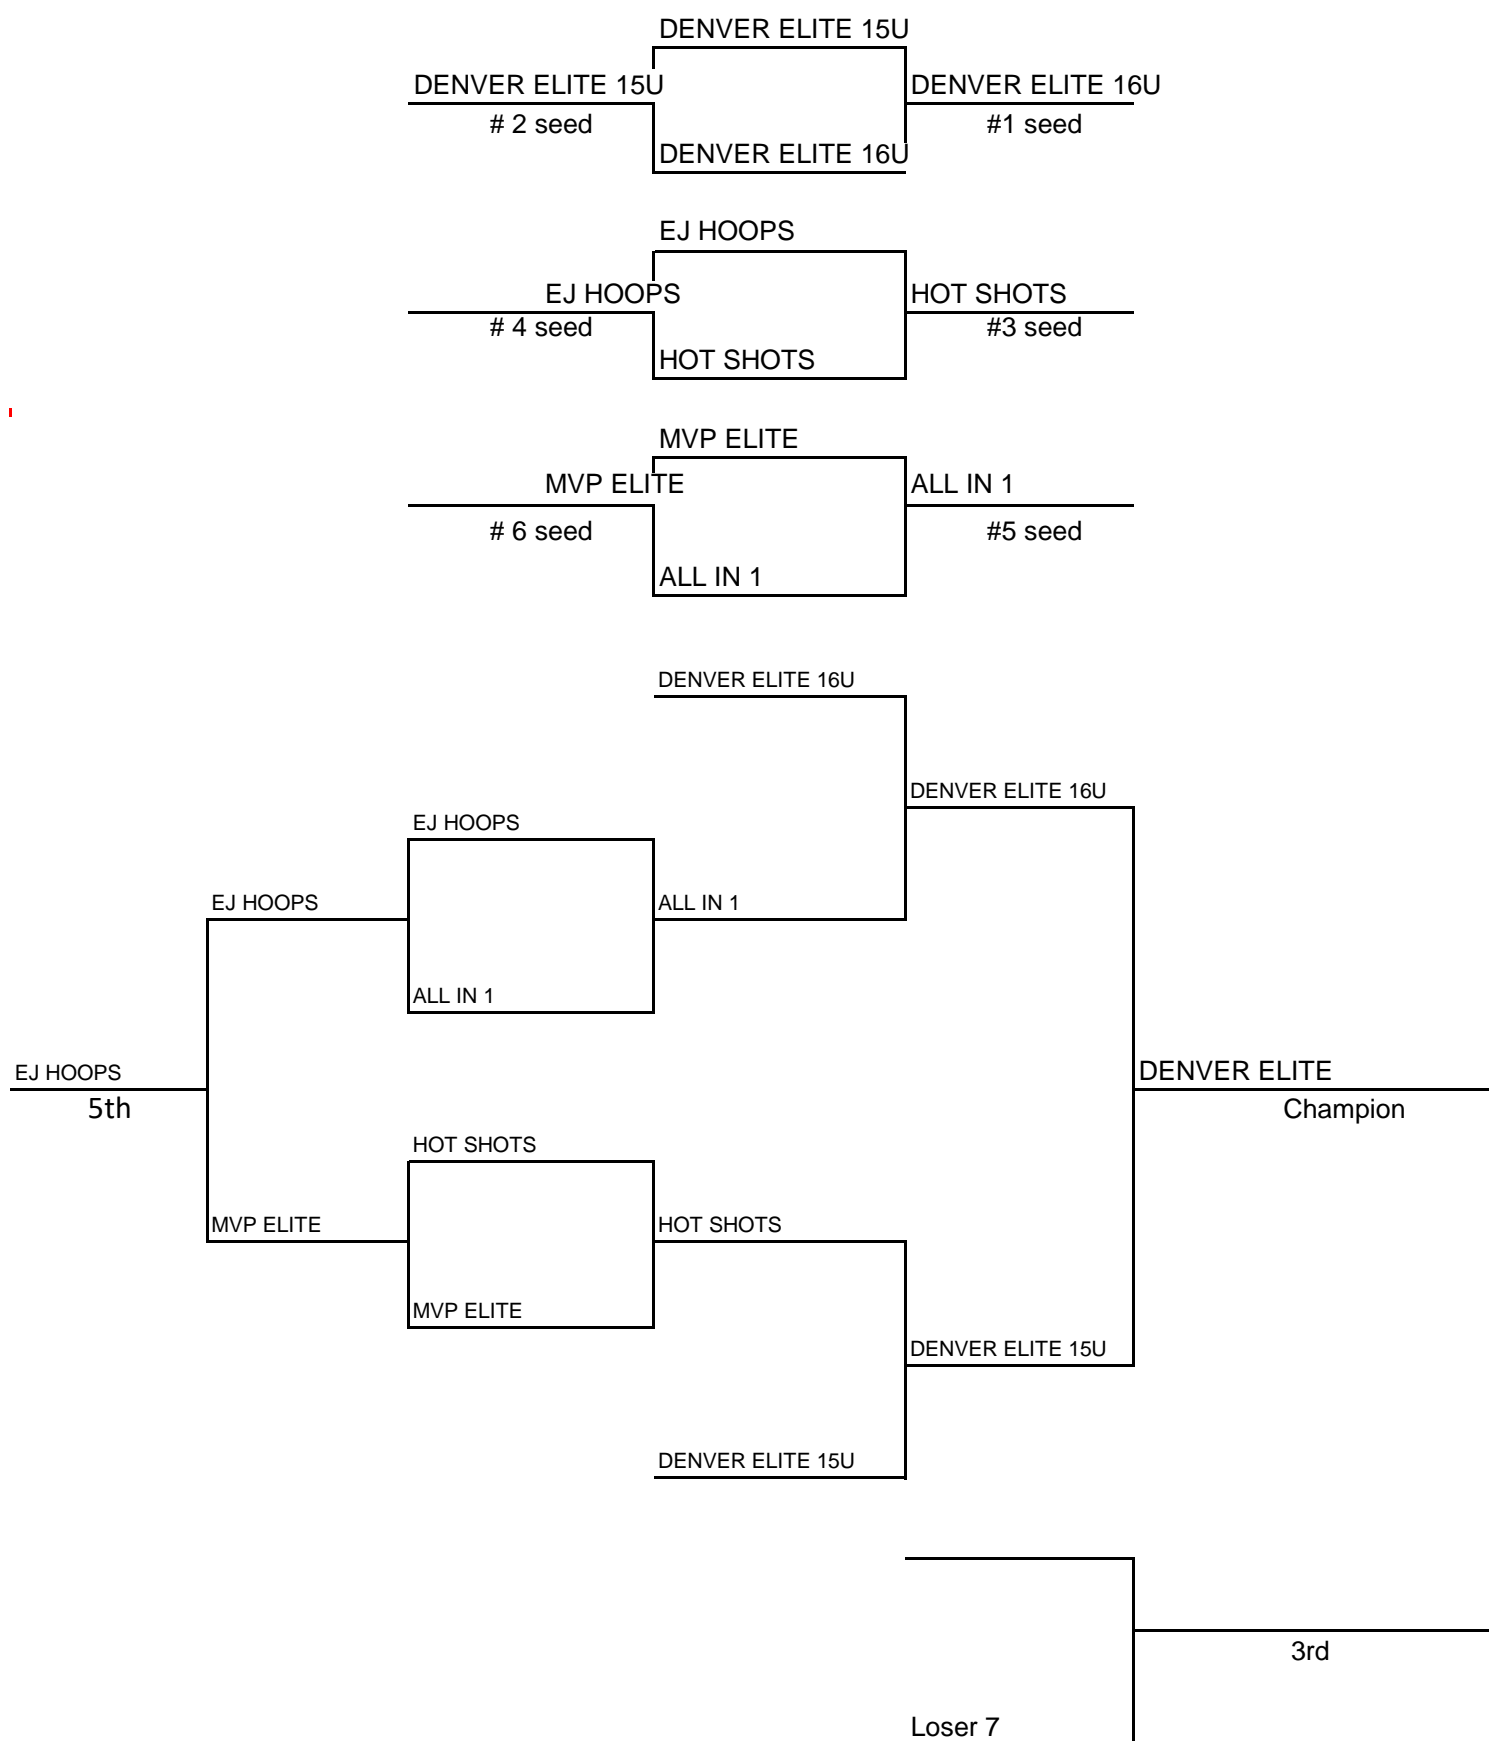 DENVER ELITE 15U
DENVER ELITE 15U
DENVER ELITE 16U
# 2 seed
#1 seed
DENVER ELITE 16U
EJ HOOPS
EJ HOOPS
HOT SHOTS
# 4 seed
#3 seed
HOT SHOTS
MVP ELITE
MVP ELITE
ALL IN 1
# 6 seed
#5 seed
ALL IN 1
DENVER ELITE 16U
DENVER ELITE 16U
EJ HOOPS
EJ HOOPS
ALL IN 1
ALL IN 1
EJ HOOPS
DENVER ELITE
5th
Champion
HOT SHOTS
MVP ELITE
HOT SHOTS
MVP ELITE
DENVER ELITE 15U
DENVER ELITE 15U
3rd
Loser 7